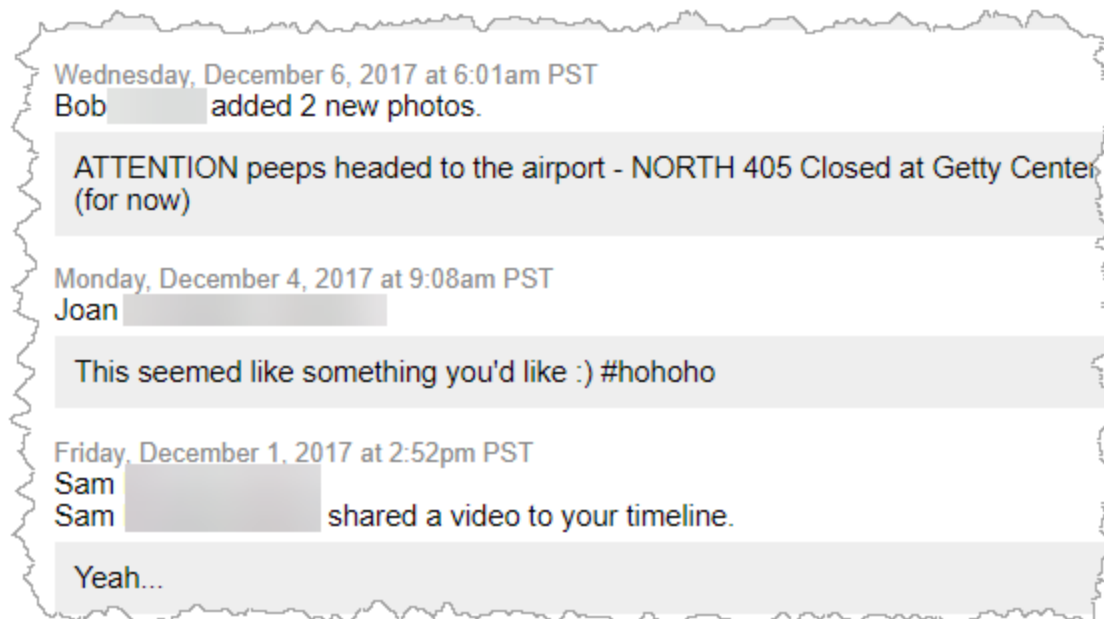 Wednesday, December 6, 2017 at 6:01am PST
Bob added 2 new photos.
ATTENTION peeps headed to the airport - NORTH 405 Closed at Getty Center
(for now)
Monday, December 4, 2017 at 9:08am PST
Joan
This seemed like something you'd like :) #hohoho
Friday, December 1, 2017 at 2:52pm PST
Sam
Sam shared a video to your timeline.
Yeah...